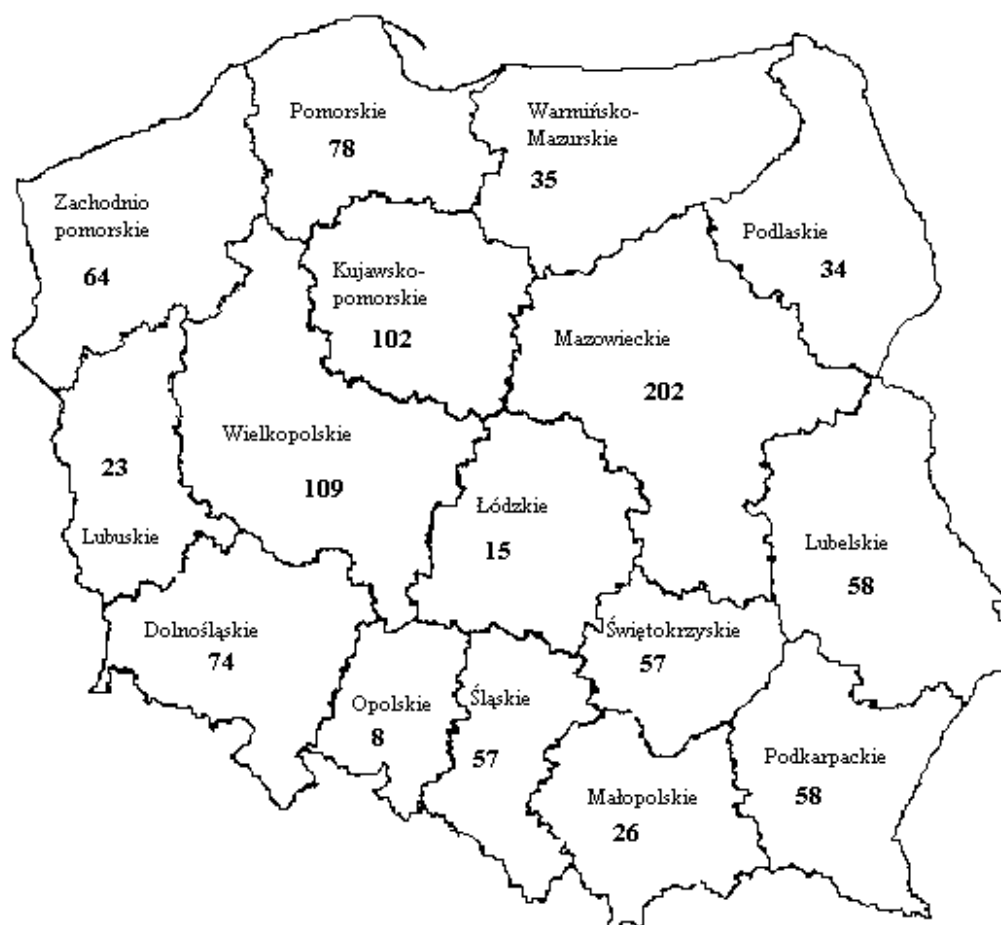 Pomorskie
78
Warmińsko-
Mazurskie
35
Zachodnio
pomorskie
64
Podlaskie
34
Kujawsko-
pomorskie
102
Mazowieckie
202
Wielkopolskie
109
23
Lubuskie
Łódzkie
15
Lubelskie
58
Dolnośląskie
74
Świętokrzyskie
57
Opolskie
8
Śląskie
57
Podkarpackie
58
Małopolskie
26